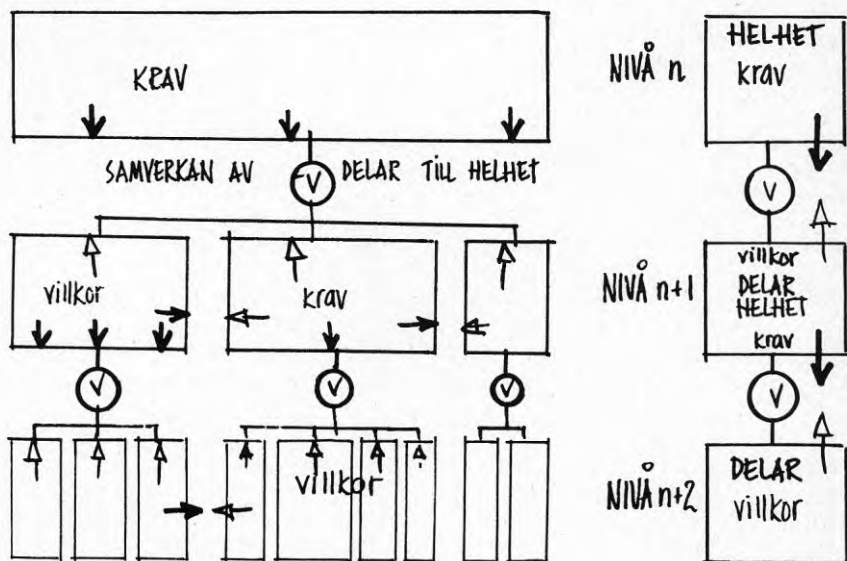 KRAV
SAMVERKAN AV V DELAR TILL HELHET
villkor
krav
V
V
V
villkor
NIVÅ n
HELHET
krav
V
NIVÅ n+1
villkor
DELAR
HELHET
krav
V
NIVÅ n+2
DELAR
villkor